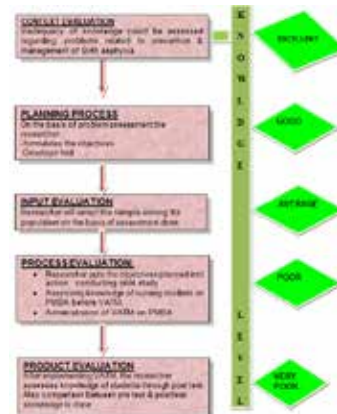 CONTEXT EVALUATION
Inadequacy of knowledge could be assessed
regarding problems related to prevention &
management of birth asphyxia
PLANNING PROCESS
On the basis of problem assessment the
researcher
-formulates the objectives
-Develops tool
INPUT EVALUATION
Researcher will select the sample among the
population on the basis of assessment done
PROCESS EVALUATION:
• Researcher puts the objectives planned into
action conducting pilot study
• Assessing knowledge of nursing students on
PMBA before VATM
• Administration of VATM on PMBA
PRODUCT EVALUATION
After implementing VATM, the researcher
assesses knowledge of students through post test.
Also comparison between pre test & posttest
knowledge is done
K
N
O
W
L
E
D
G
E
L
E
V
E
L
EXCELLENT
GOOD
AVERAGE
POOR
VERY
POOR